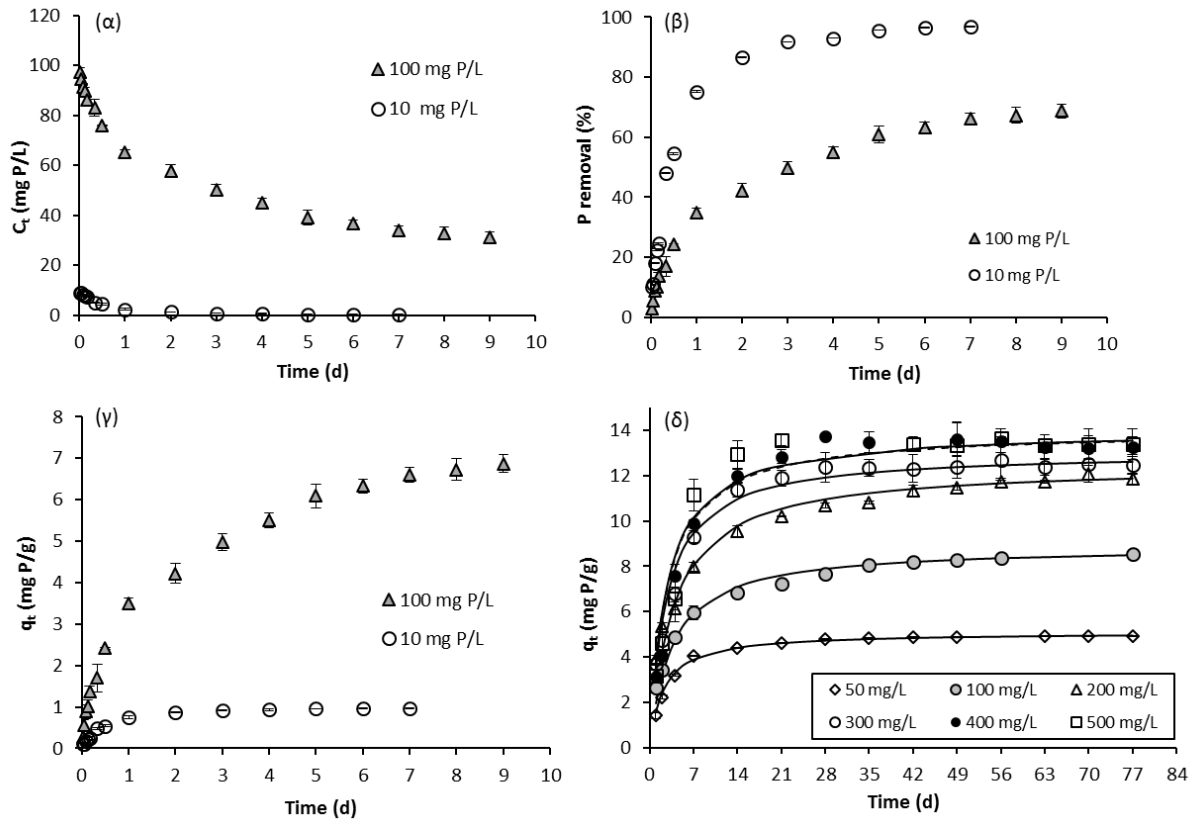 (α)
120
100
80
60
40
20
0
Cₜ (mg P/L)
100 mg P/L
10 mg P/L
0 1 2 3 4 5 6 7 8 9 10
Time (d)
(β)
100
80
60
40
20
0
P removal (%)
100 mg P/L
10 mg P/L
0 1 2 3 4 5 6 7 8 9 10
Time (d)
(γ)
8
7
6
5
4
3
2
1
0
qₜ (mg P/g)
100 mg P/L
10 mg P/L
0 1 2 3 4 5 6 7 8 9 10
Time (d)
(δ)
14
12
10
8
6
4
2
0
qₜ (mg P/g)
50 mg/L 100 mg/L 200 mg/L
300 mg/L 400 mg/L 500 mg/L
0 7 14 21 28 35 42 49 56 63 70 77 84
Time (d)